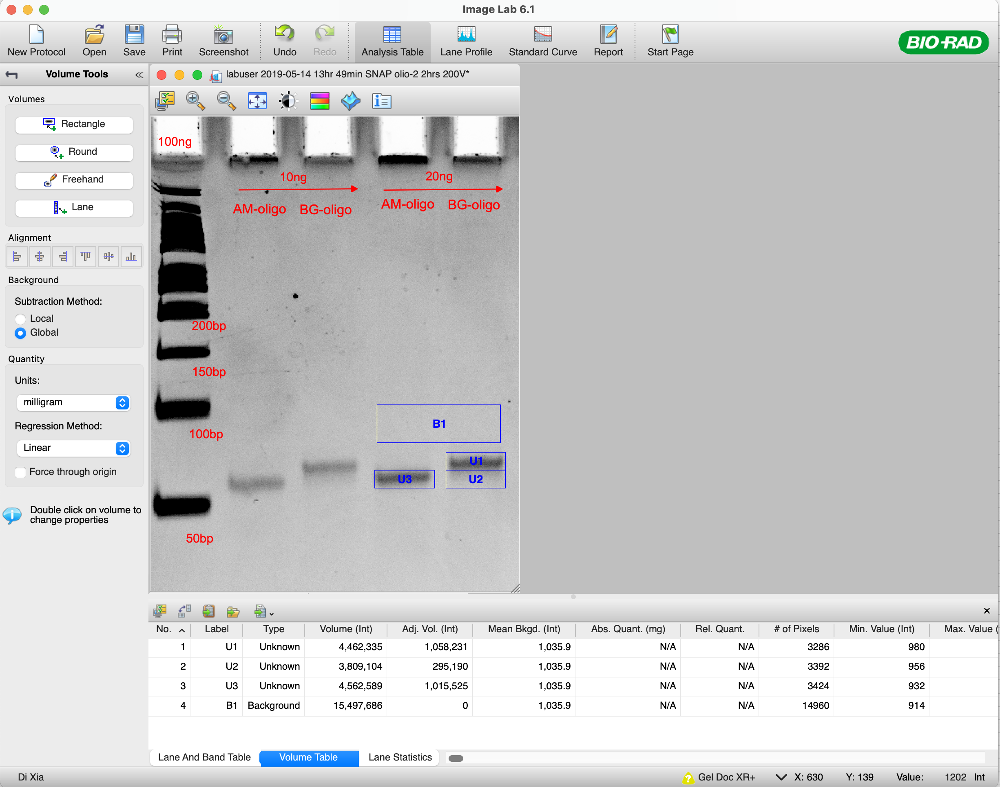 Image Lab 6.1
New Protocol Open Save Print Screenshot Undo Redo Analysis Table Lane Profile Standard Curve Report Start Page
BIO-RAD
Volume Tools
labuser 2019-05-14 13hr 49min SNAP olio-2 2hrs 200V*
Volumes
Rectangle
Round
Freehand
Lane
Alignment
Background
Subtraction Method:
Local
Global
Quantity
Units:
milligram
Regression Method:
Linear
Force through origin
Double click on volume to
change properties
100ng
10ng 20ng
AM-oligo BG-oligo AM-oligo BG-oligo
200bp
150bp
B1
100bp
U1
U3 U2
50bp
No. Label Type Volume (Int) Adj. Vol. (Int) Mean Bkgd. (Int) Abs. Quant. (mg) Rel. Quant. # of Pixels Min. Value (Int) Max. Value (
1 U1 Unknown 4,462,335 1,058,231 1,035.9 N/A N/A 3286 980
2 U2 Unknown 3,809,104 295,190 1,035.9 N/A N/A 3392 956
3 U3 Unknown 4,562,589 1,015,525 1,035.9 N/A N/A 3424 932
4 B1 Background 15,497,686 0 1,035.9 N/A N/A 14960 914
Lane And Band Table Volume Table Lane Statistics
Di Xia Gel Doc XR+ X: 630 Y: 139 Value: 1202 Int